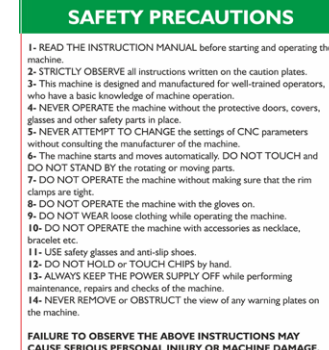 SAFETY PRECAUTIONS
1- READ THE INSTRUCTION MANUAL before starting and operating the
machine.
2- STRICTLY OBSERVE all instructions written on the caution plates.
3- This machine is designed and manufactured for well-trained operators,
who have a basic knowledge of machine operation.
4- NEVER OPERATE the machine without the protective doors, covers,
glasses and other safety parts in place.
5- NEVER ATTEMPT TO CHANGE the settings of CNC parameters
without consulting the manufacturer of the machine.
6- The machine starts and moves automatically. DO NOT TOUCH and
DO NOT STAND BY the rotating or moving parts.
7- DO NOT OPERATE the machine without making sure that the rim
clamps are tight.
8- DO NOT OPERATE the machine with the gloves on.
9- DO NOT WEAR loose clothing while operating the machine.
10- DO NOT OPERATE the machine with accessories as necklace,
bracelet etc.
11- USE safety glasses and anti-slip shoes.
12- DO NOT HOLD or TOUCH CHIPS by hand.
13- ALWAYS KEEP THE POWER SUPPLY OFF while performing
maintenance, repairs and checks of the machine.
14- NEVER REMOVE or OBSTRUCT the view of any warning plates on
the machine.
FAILURE TO OBSERVE THE ABOVE INSTRUCTIONS MAY
CAUSE SERIOUS PERSONAL INJURY OR MACHINE DAMAGE.